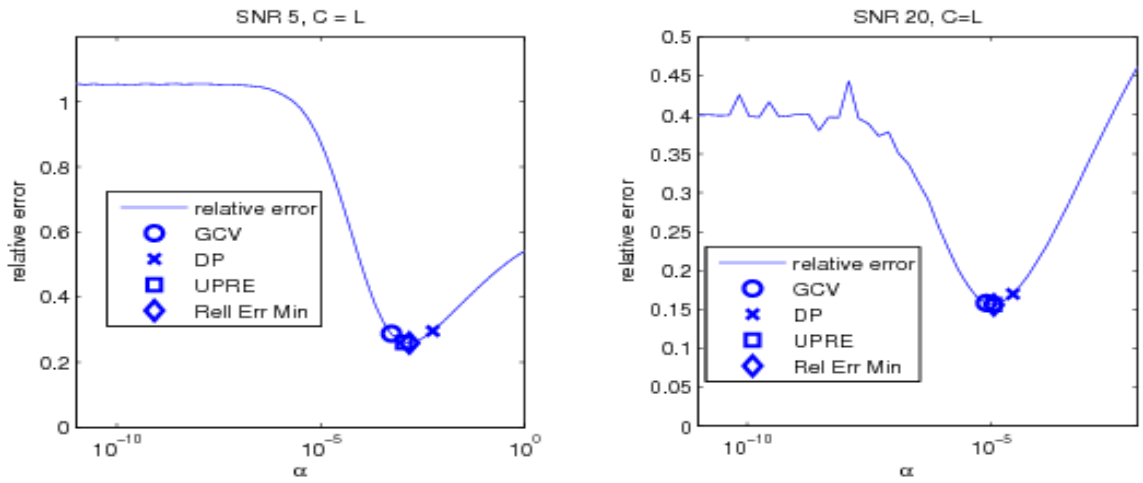 SNR 5, C = L
relative error
1
0.8
0.6
0.4
0.2
0
10⁻¹⁰
10⁻⁵
10⁰
α
relative error
GCV
DP
UPRE
Rell Err Min
SNR 20, C=L
relative error
0.5
0.45
0.4
0.35
0.3
0.25
0.2
0.15
0.1
0.05
0
10⁻¹⁰
10⁻⁵
α
relative error
GCV
DP
UPRE
Rel Err Min